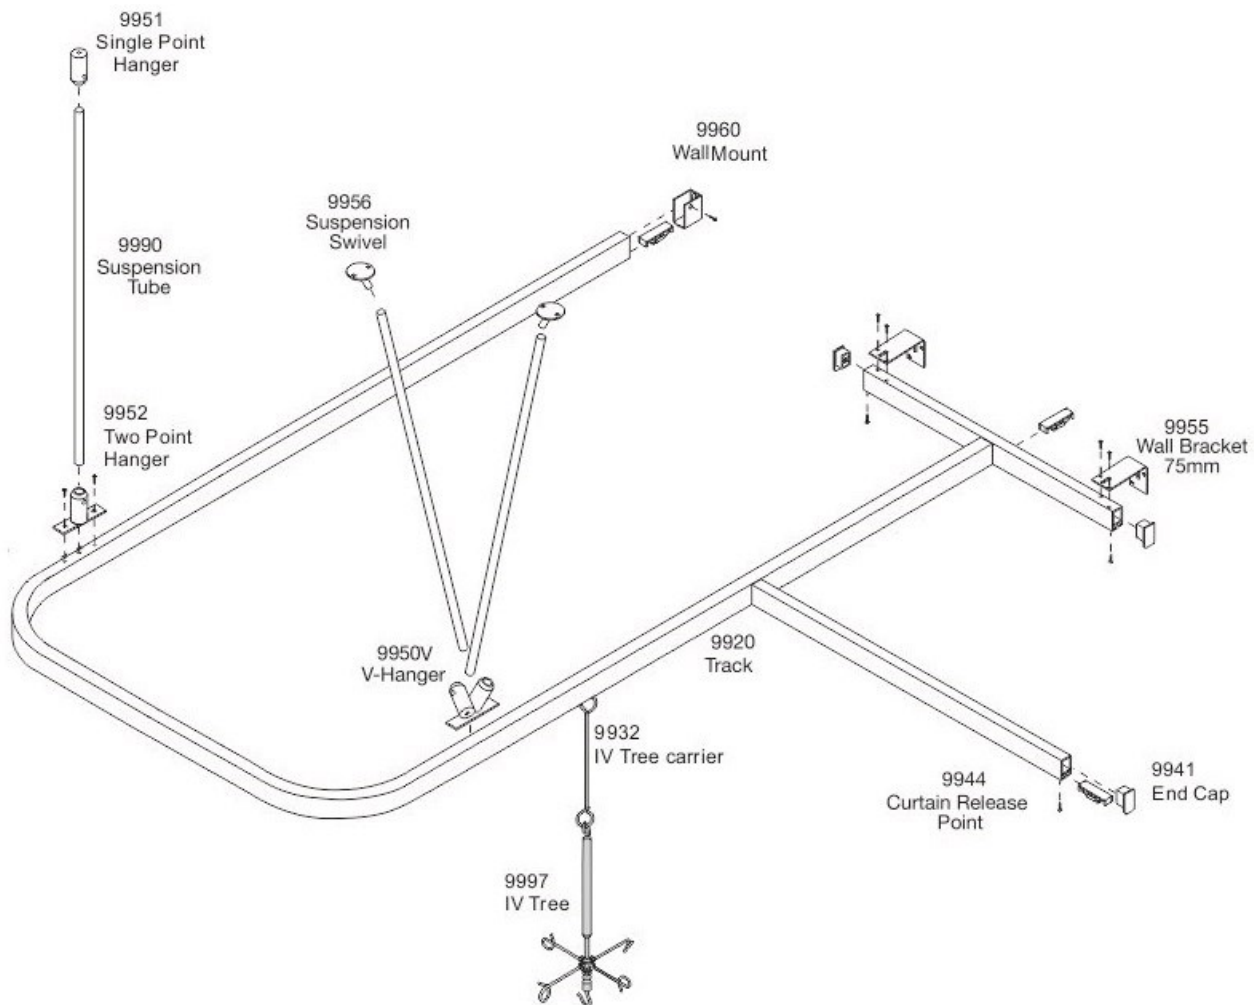 9951
Single Point
Hanger
9960
WallMount
9956
Suspension
Swivel
9990
Suspension
Tube
9952
Two Point
Hanger
9955
Wall Bracket
75mm
9950V
V-Hanger
9920
Track
9932
IV Tree carrier
9944
Curtain Release
Point
9941
End Cap
9997
IV Tree